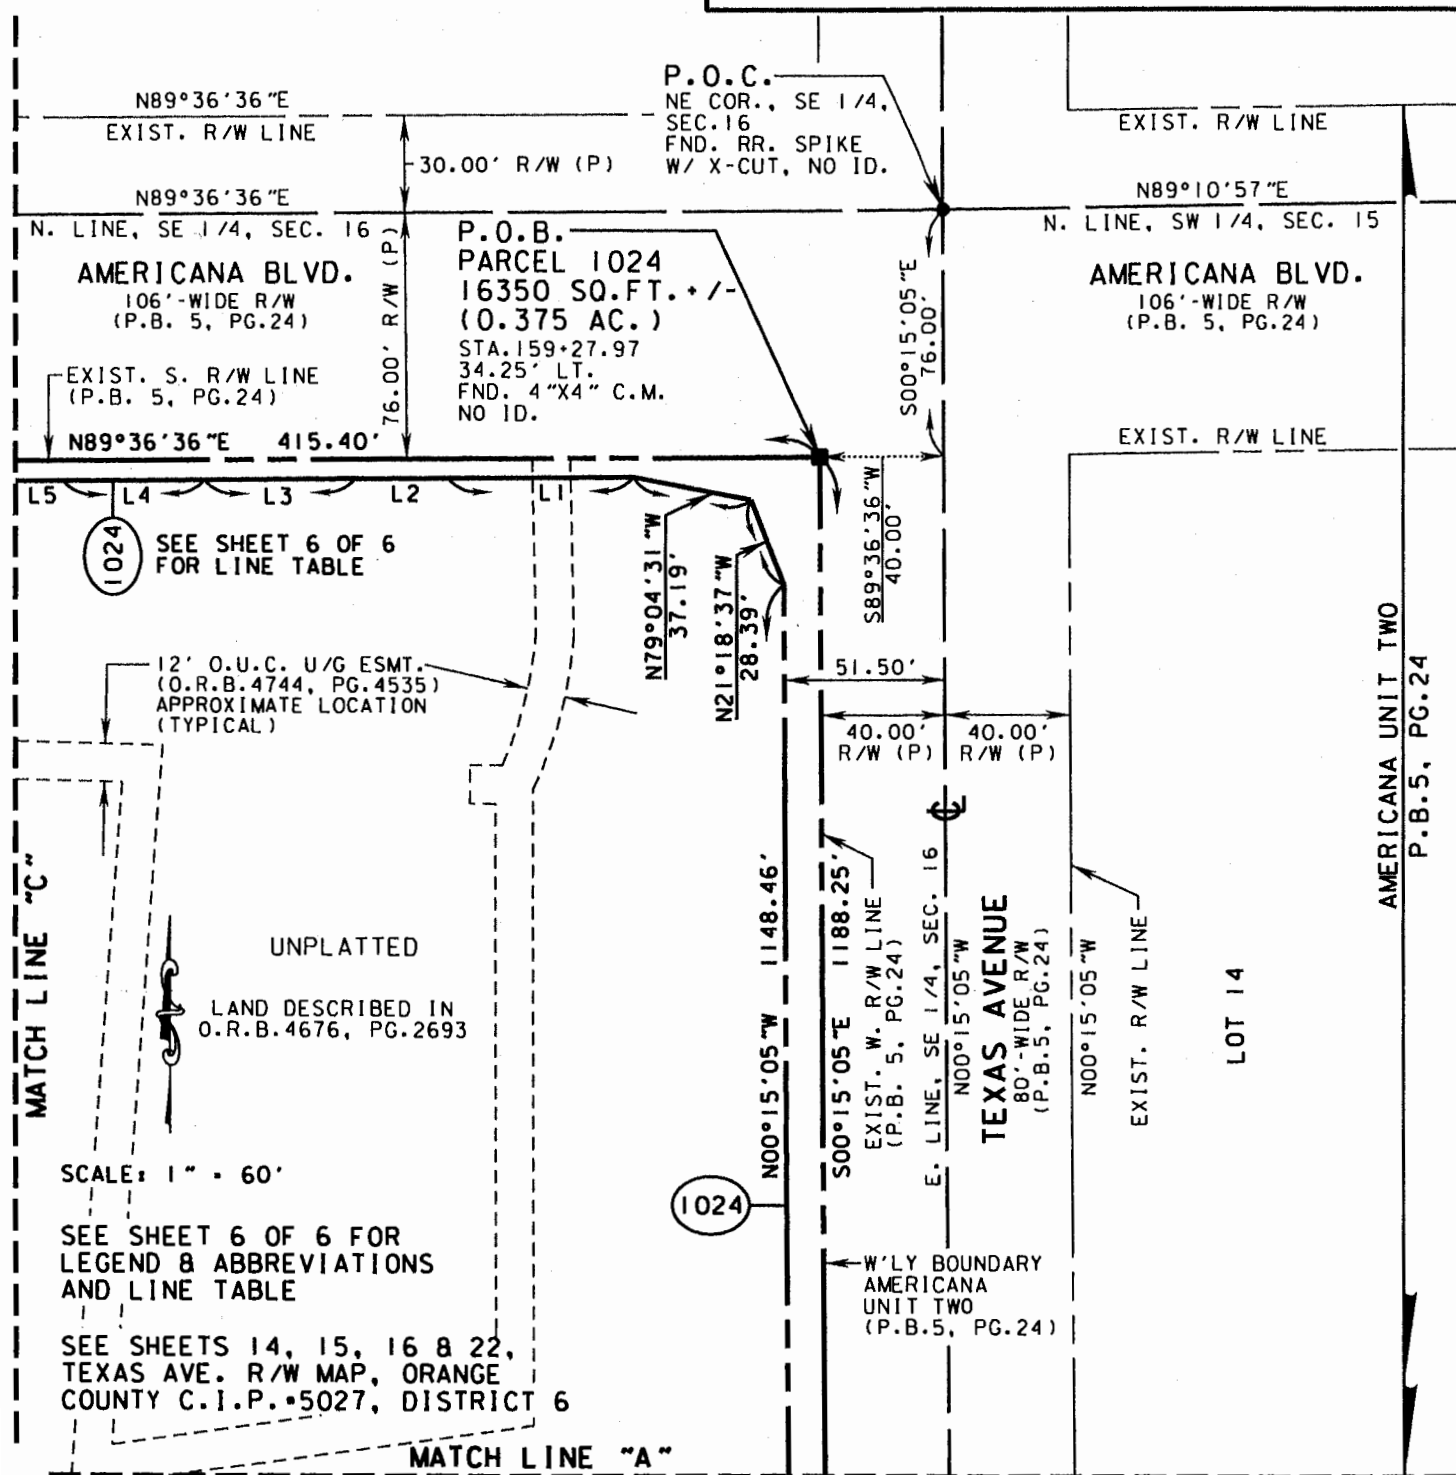 P.O.C.
NE COR., SE 1/4,
SEC.16
FND. RR. SPIKE
W/ X-CUT, NO ID.
N89°36'36"E
EXIST. R/W LINE
30.00' R/W (P)
EXIST. R/W LINE
N89°36'36"E
N. LINE, SE 1/4, SEC. 16
N89°10'57"E
N. LINE, SW 1/4, SEC. 15
AMERICANA BLVD.
106'-WIDE R/W
(P.B. 5, PG.24)
76.00' R/W (P)
P.O.B.
PARCEL 1024
16350 SQ.FT.+/-
(0.375 AC.)
STA.159+27.97
34.25' LT.
FND. 4"X4" C.M.
NO ID.
S00°15'05"E
76.00'
AMERICANA BLVD.
106'-WIDE R/W
(P.B. 5, PG.24)
EXIST. S. R/W LINE
(P.B. 5, PG.24)
N89°36'36"E 415.40'
EXIST. R/W LINE
L5
L4
L3
L2
L1
1024
SEE SHEET 6 OF 6
FOR LINE TABLE
N79°04'31"W
37.19'
N21°18'37"W
28.39'
S89°36'36"W
40.00'
12' O.U.C. U/G ESMT.
(O.R.B.4744, PG.4535)
APPROXIMATE LOCATION
(TYPICAL)
51.50'
40.00'
R/W (P)
40.00'
R/W (P)
AMERICANA UNIT TWO
P.B.5, PG.24
MATCH LINE "C"
UNPLATTED
LAND DESCRIBED IN
O.R.B.4676, PG.2693
N00°15'05"W 1148.46'
S00°15'05"E 1188.25'
EXIST. W. R/W LINE
(P.B. 5, PG.24)
E. LINE, SE 1/4, SEC. 16
N00°15'05"W
TEXAS AVENUE
80'-WIDE R/W
(P.B.5, PG.24)
N00°15'05"W
EXIST. R/W LINE
LOT 14
SCALE: 1" = 60'
1024
SEE SHEET 6 OF 6 FOR
LEGEND & ABBREVIATIONS
AND LINE TABLE
W'LY BOUNDARY
AMERICANA
UNIT TWO
(P.B.5, PG.24)
SEE SHEETS 14, 15, 16 & 22,
TEXAS AVE. R/W MAP, ORANGE
COUNTY C.I.P.#5027, DISTRICT 6
MATCH LINE "A"